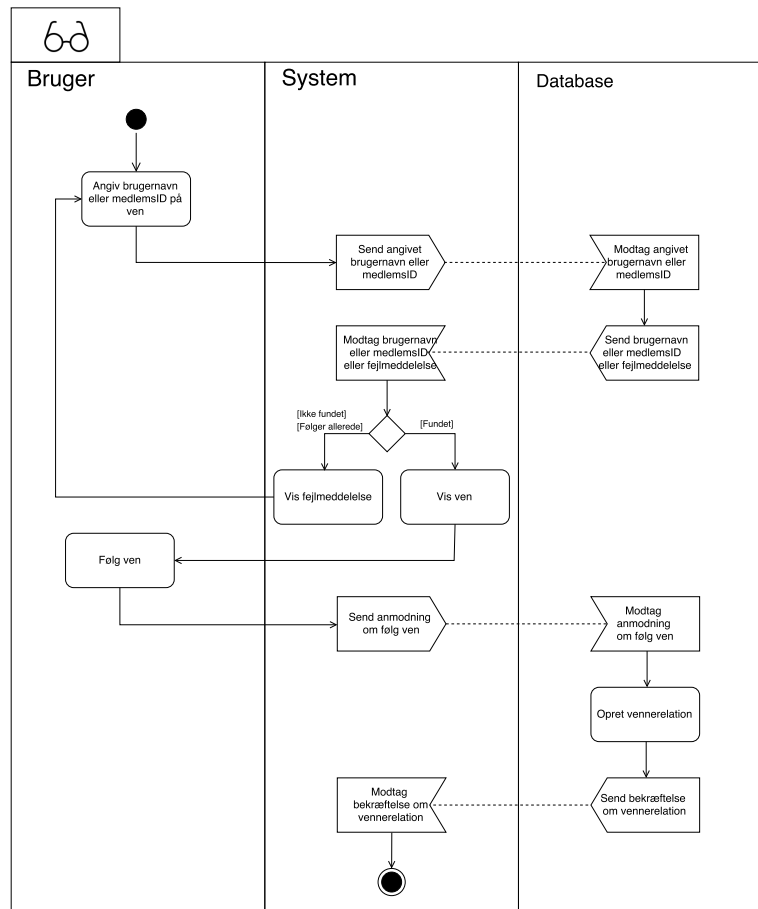 Bruger
System
Database
Angiv brugernavn
eller medlemsID på
ven
Send angivet
brugernavn eller
medlemsID
Modtag angivet
brugernavn eller
medlemsID
Modtag brugernavn
eller medlemsID
eller fejlmeddelelse
Send brugernavn
eller medlemsID
eller fejlmeddelelse
[Ikke fundet]
[Følger allerede]
[Fundet]
Vis fejlmeddelelse
Vis ven
Følg ven
Send anmodning
om følg ven
Modtag
anmodning
om følg ven
Opret vennerelation
Modtag
bekræftelse om
vennerelation
Send bekræftelse
om vennerelation